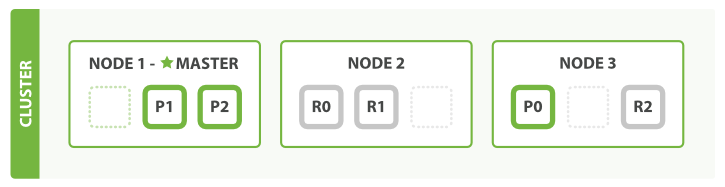 CLUSTER
NODE 1 - ★ MASTER
P1 P2
NODE 2
R0 R1
NODE 3
P0 R2